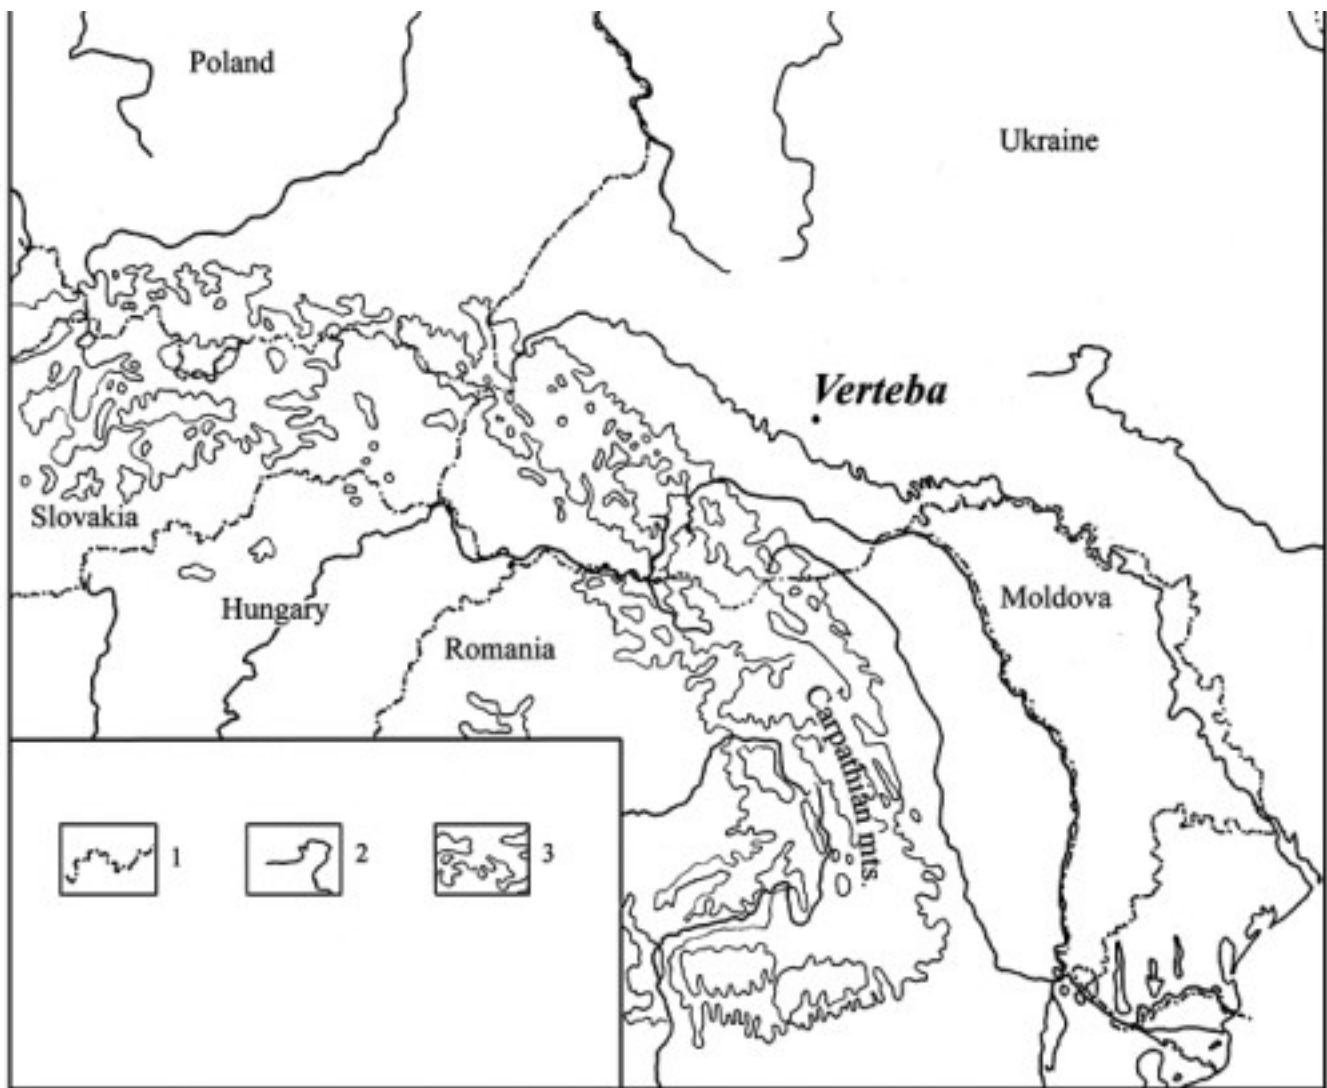 Poland
Ukraine
Verteba
Slovakia
Hungary
Romania
Moldova
Carpathian mts.
1
2
3